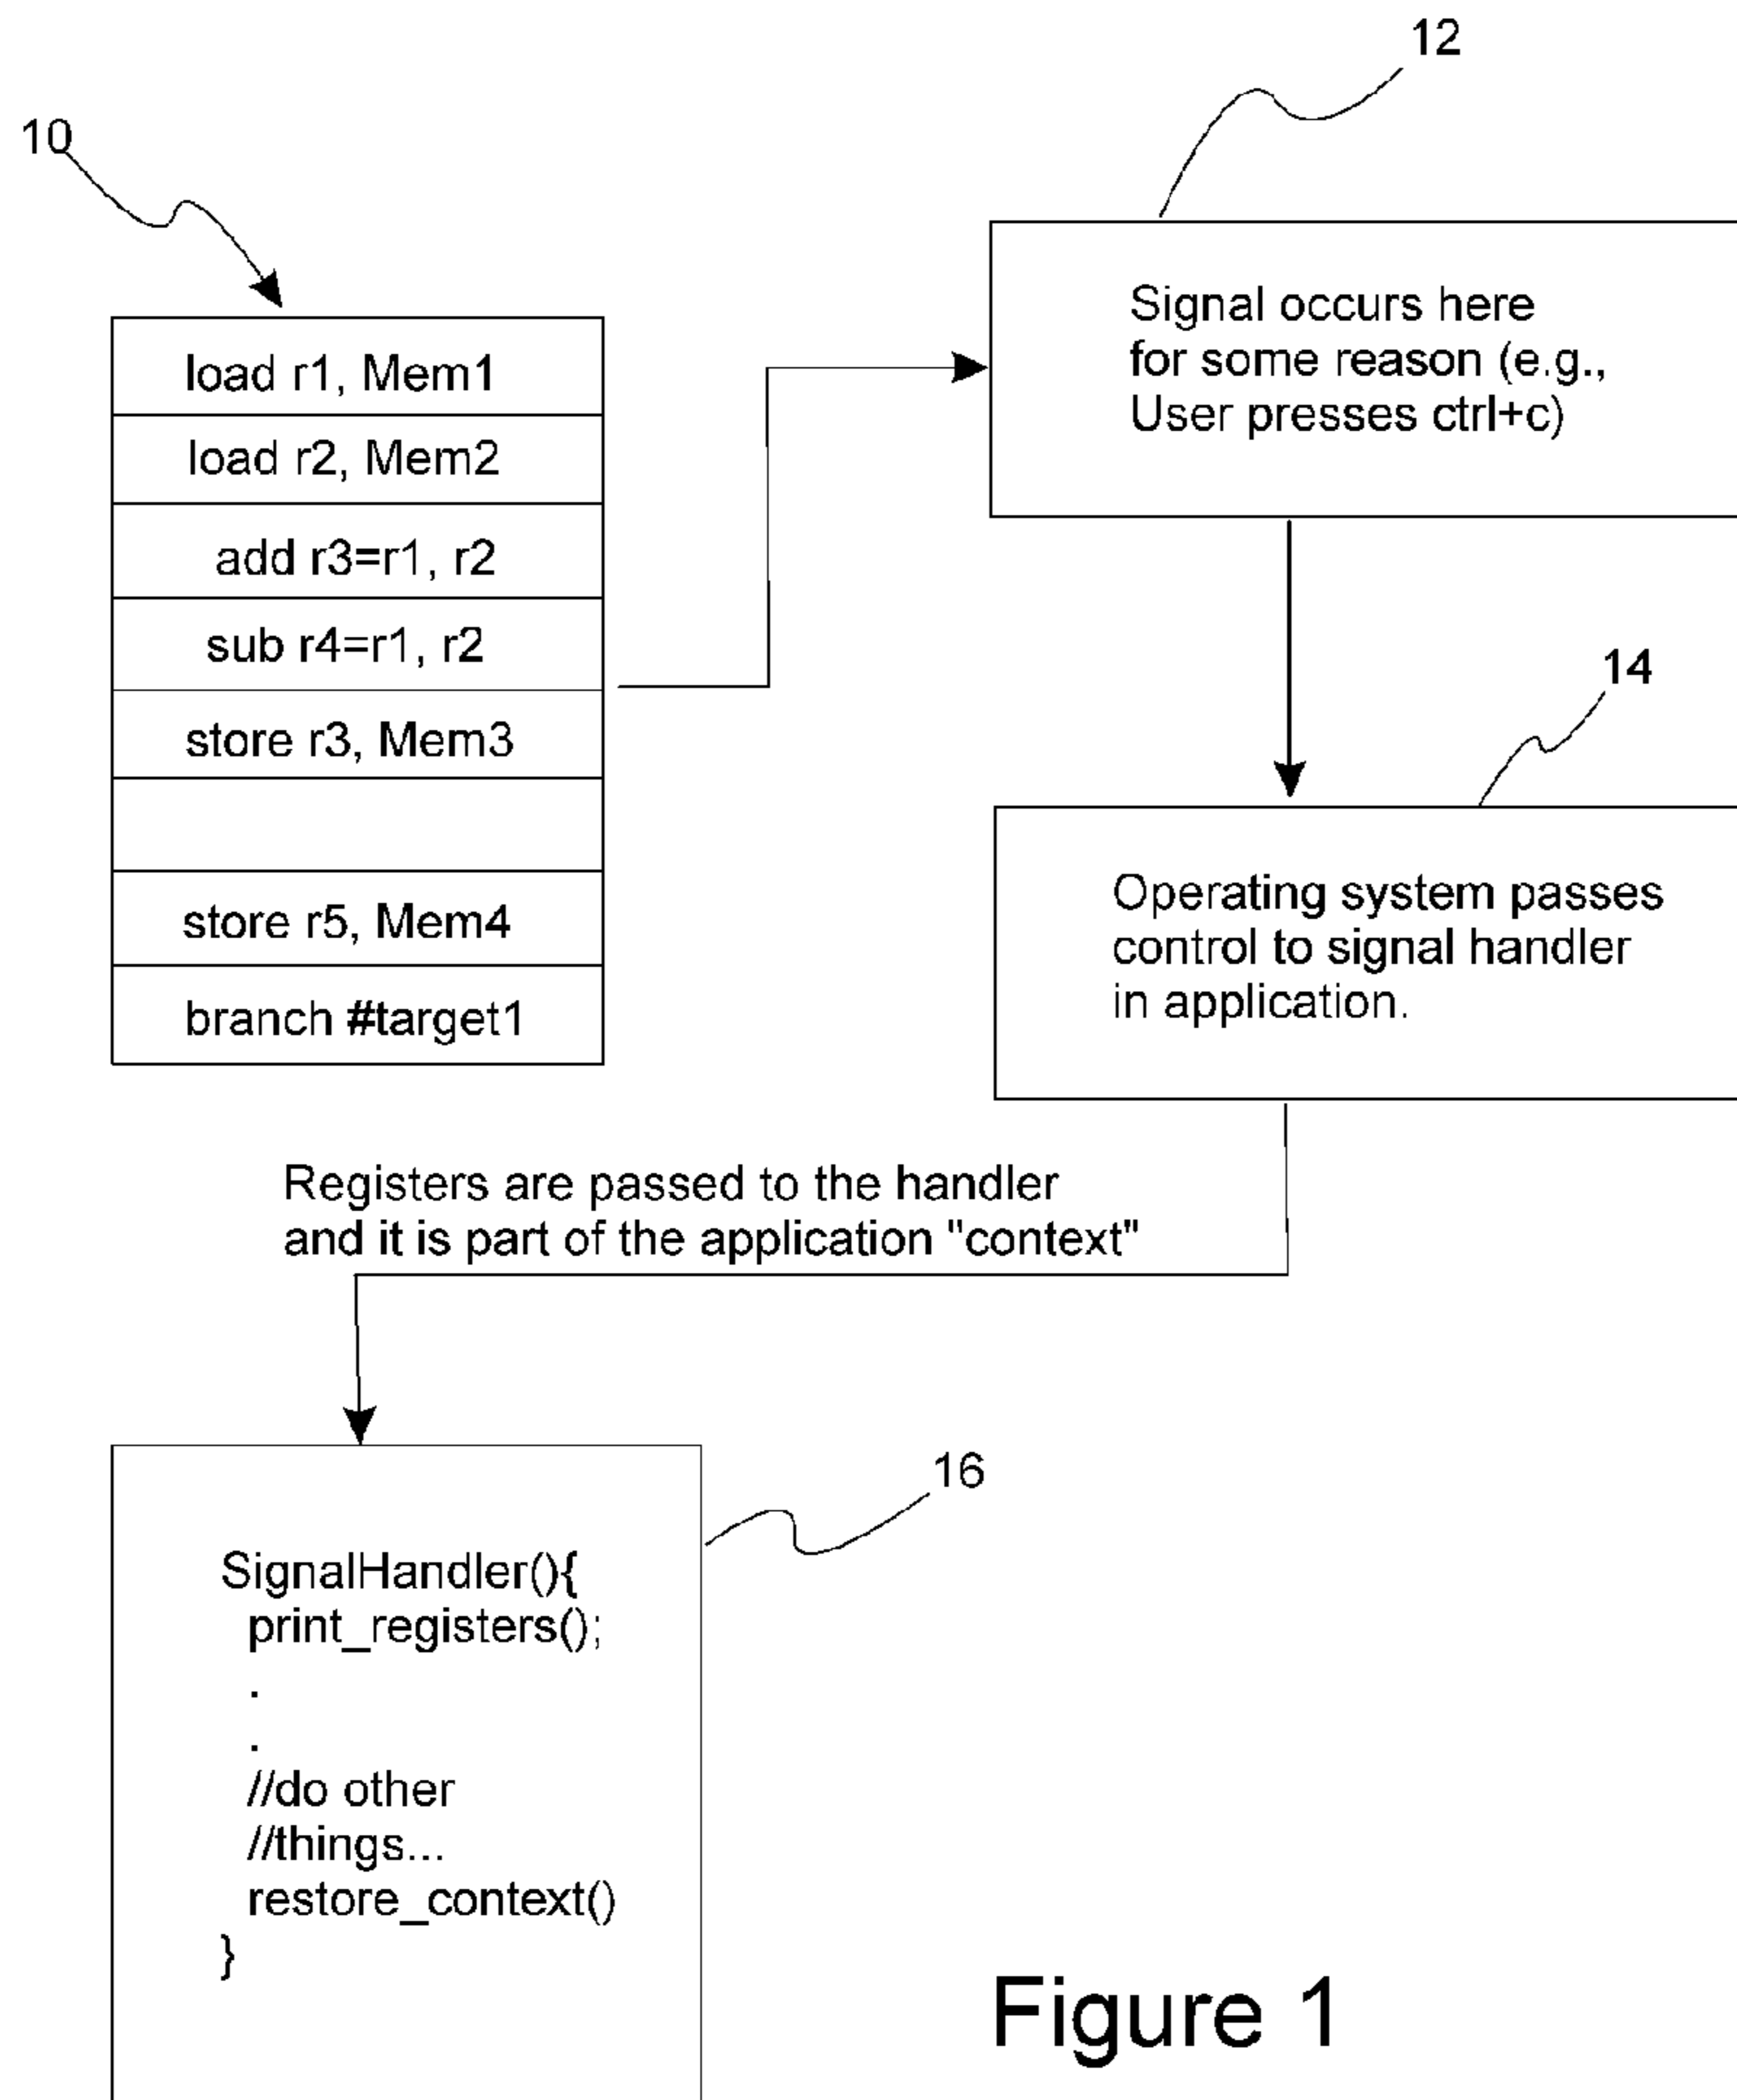 12
10
load r1, Mem1
load r2, Mem2
add r3=r1, r2
sub r4=r1, r2
store r3, Mem3
store r5, Mem4
branch #target1
Signal occurs here
for some reason (e.g.,
User presses ctrl+c)
14
Operating system passes
control to signal handler
in application.
Registers are passed to the handler
and it is part of the application "context"
16
SignalHandler(){
print_registers();
.
.
//do other
//things...
restore_context()
}
Figure 1